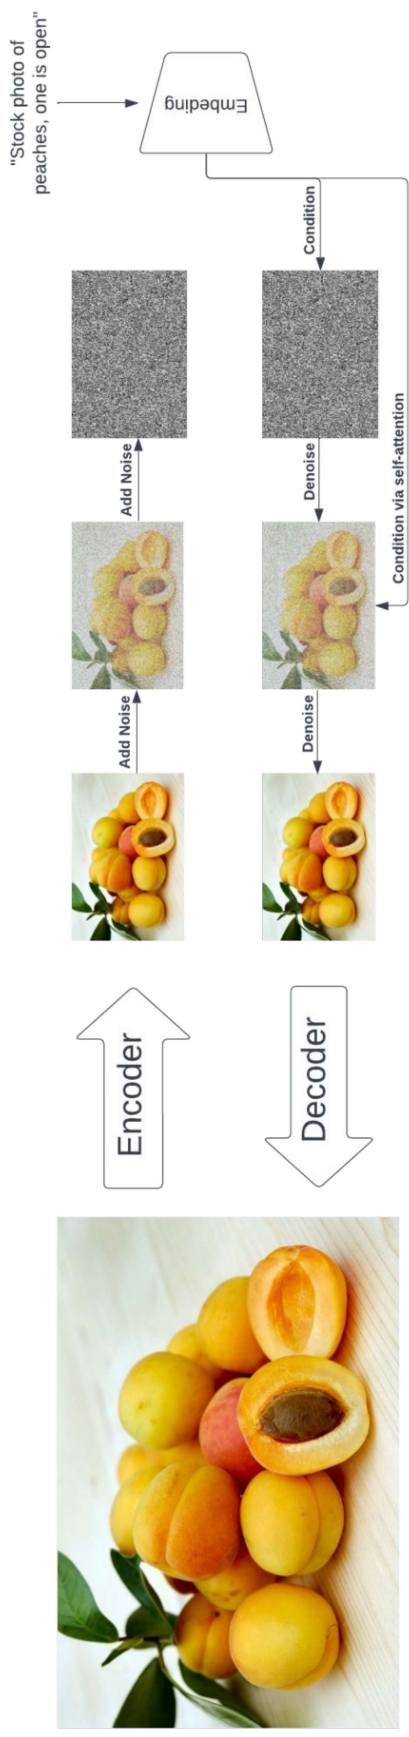 "Stock photo of
peaches, one is open"
Embeding
Condition
Add Noise
Denoise
Condition via self-attention
Add Noise
Denoise
Encoder
Decoder